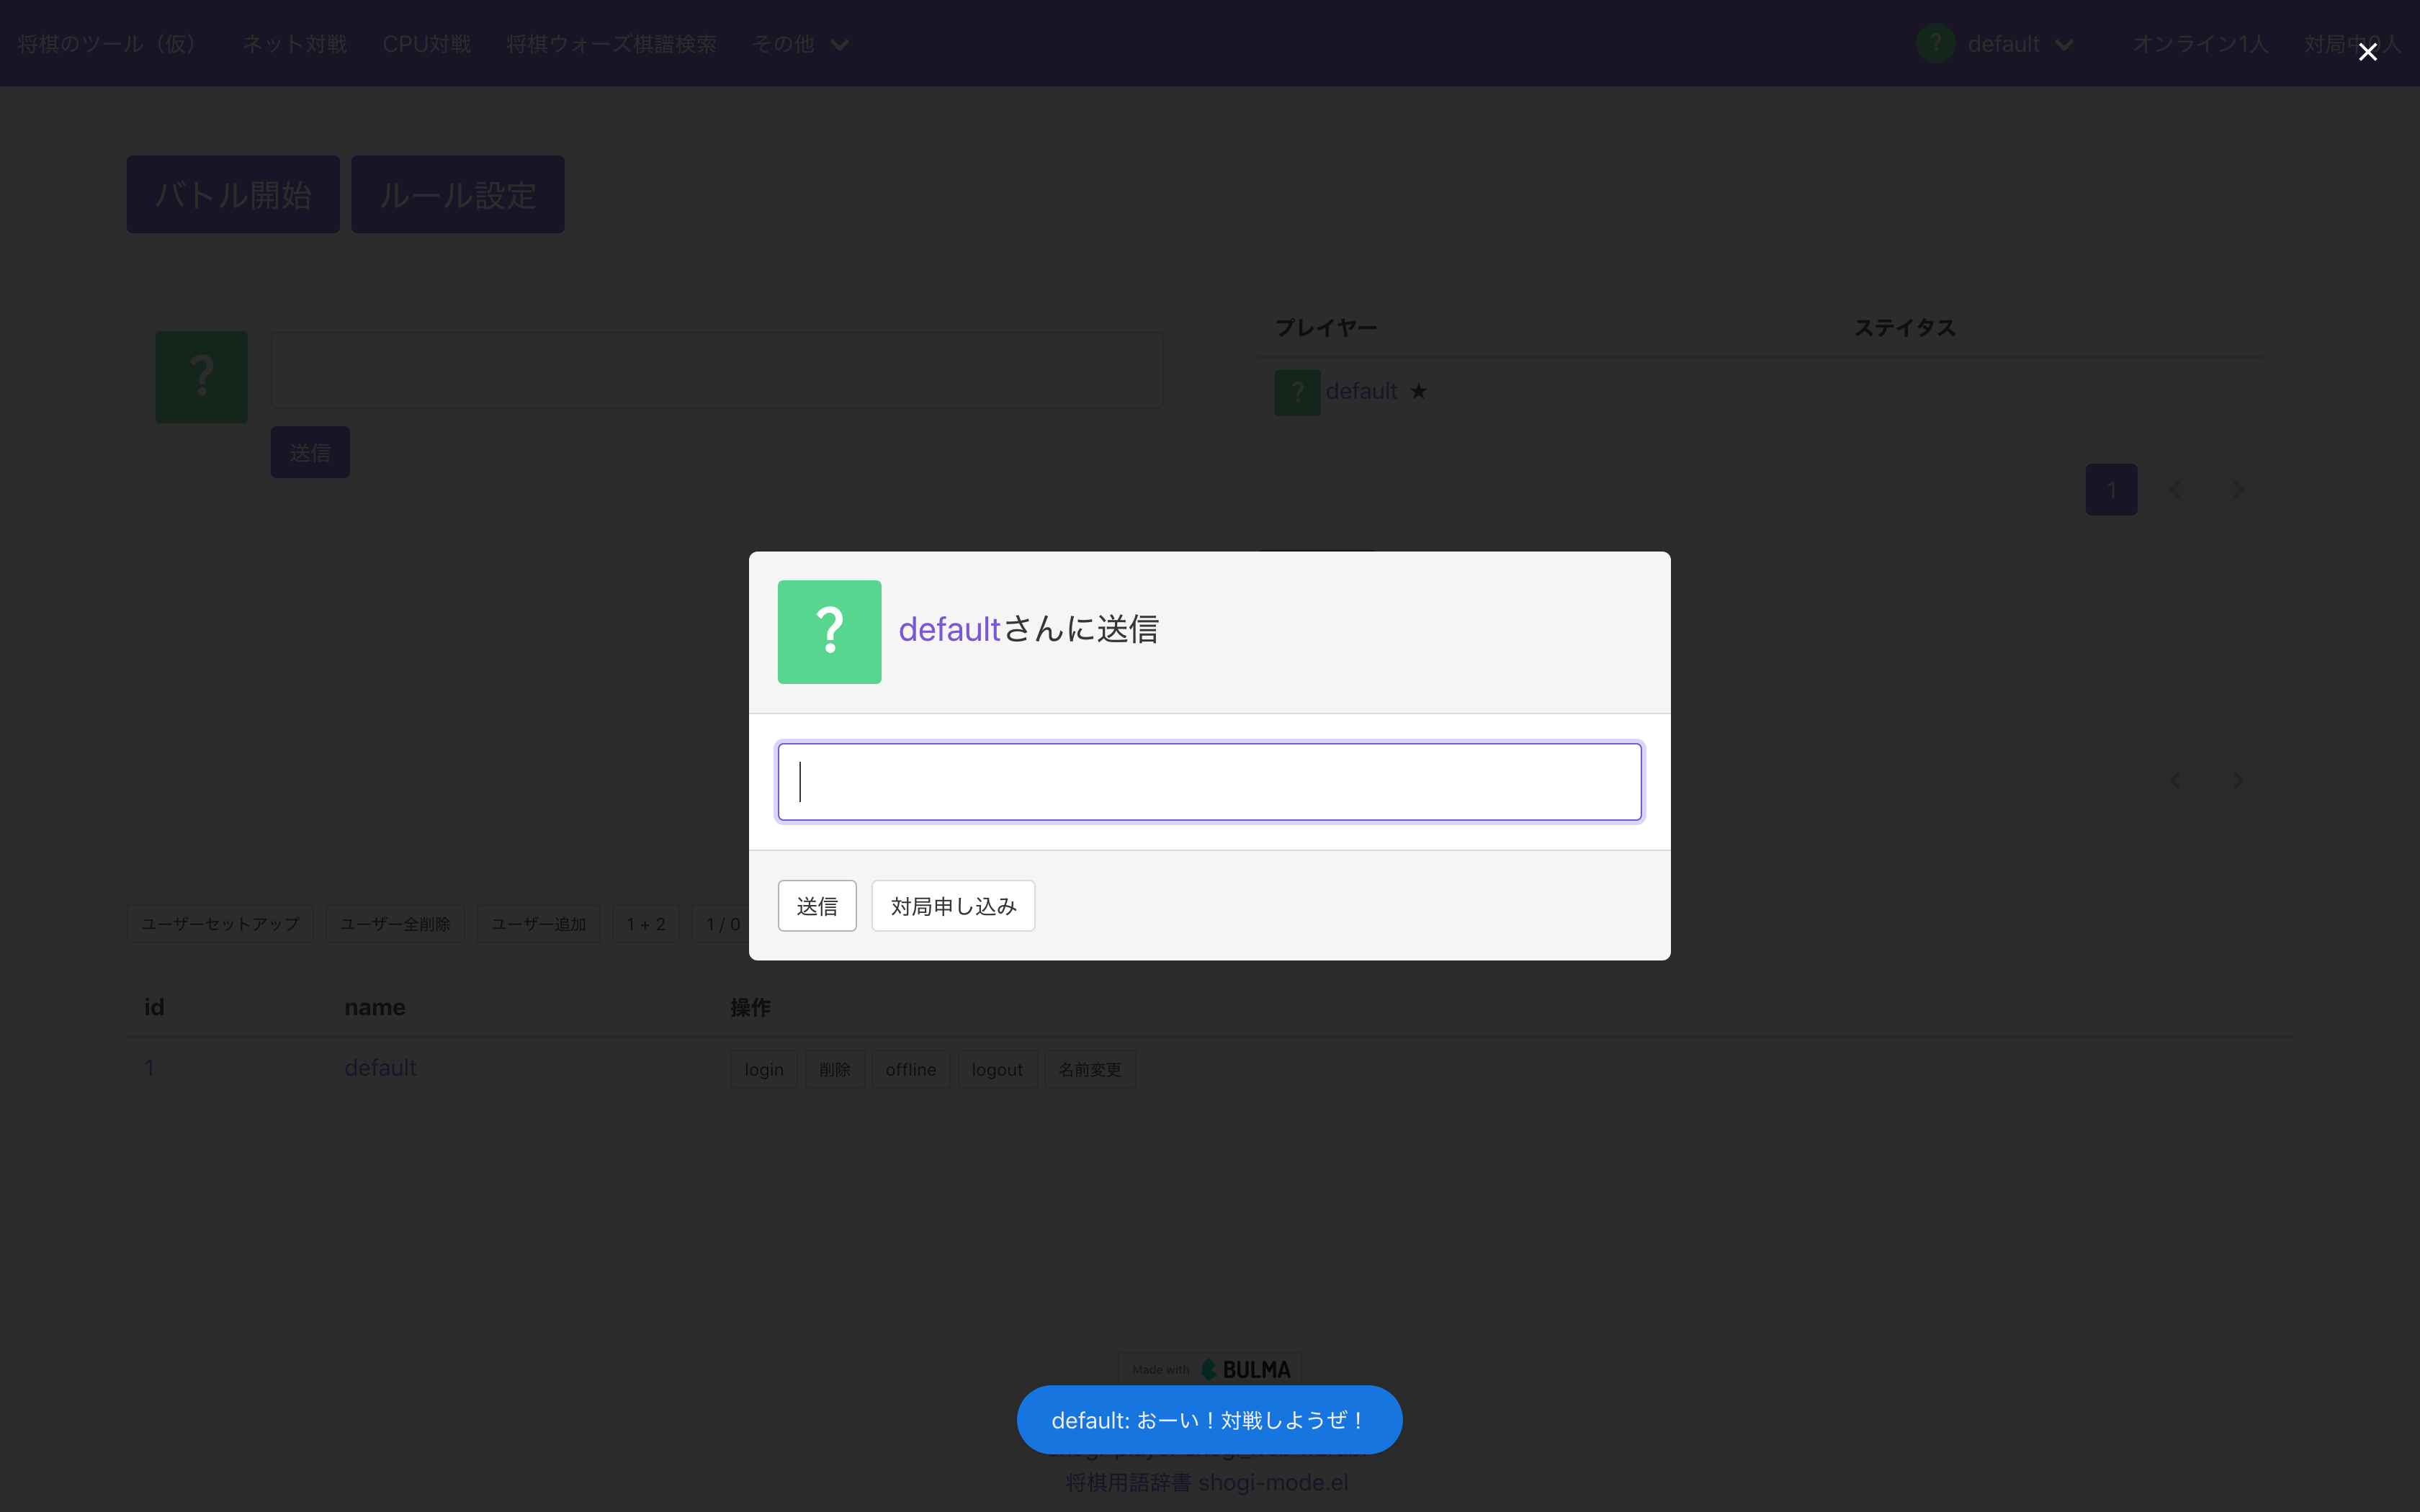 将棋のツール（仮） ネット対戦 CPU対戦 将棋ウォーズ棋譜検索 その他 ? default オンライン1人 対局中0人
バトル開始 ルール設定
プレイヤー ステイタス
?
? default ★
送信
1
? defaultさんに送信
送信 対局申し込み
ユーザーセットアップ ユーザー全削除 ユーザー追加 1 + 2 1 / 0
id name 操作
1 default login 削除 offline logout 名前変更
Made with BULMA
default: おーい！対戦しようぜ！
将棋用語辞書 shogi-mode.el